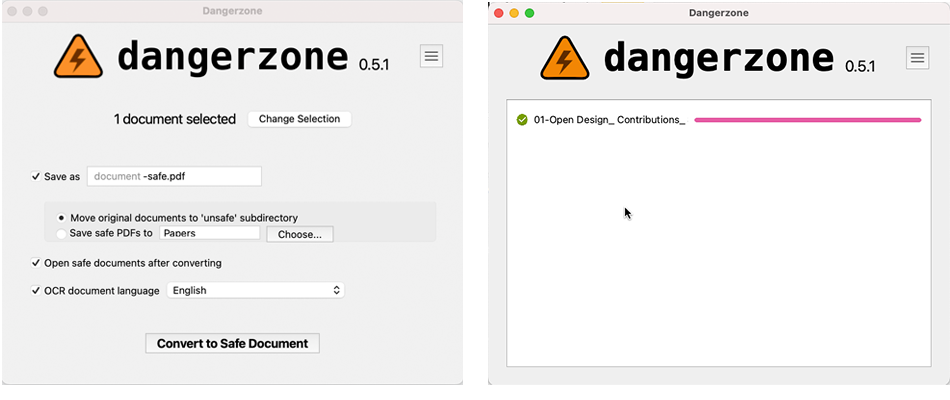 Dangerzone
dangerzone 0.5.1
1 document selected Change Selection
Save as document -safe.pdf
Move original documents to 'unsafe' subdirectory
Save safe PDFs to Papers Choose...
Open safe documents after converting
OCR document language English
Convert to Safe Document
Dangerzone
dangerzone 0.5.1
01-Open Design_ Contributions_